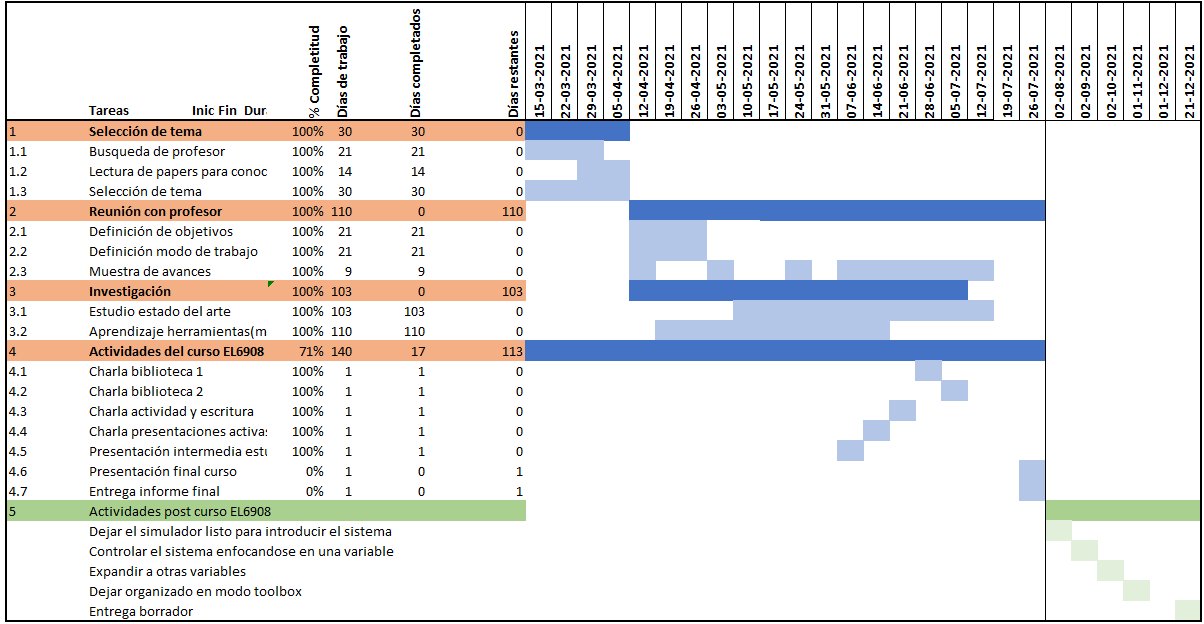 Tareas Inic Fin Dura % Completitud Días de trabajo Días completados Días restantes 15-03-2021 22-03-2021 29-03-2021 05-04-2021 12-04-2021 19-04-2021 26-04-2021 03-05-2021 10-05-2021 17-05-2021 24-05-2021 31-05-2021 07-06-2021 14-06-2021 21-06-2021 28-06-2021 05-07-2021 12-07-2021 19-07-2021 26-07-2021 02-08-2021 02-09-2021 02-10-2021 01-11-2021 01-12-2021 21-12-2021
1 Selección de tema 100% 30 30 0
1.1 Busqueda de profesor 100% 21 21 0
1.2 Lectura de papers para conoc 100% 14 14 0
1.3 Selección de tema 100% 30 30 0
2 Reunión con profesor 100% 110 0 110
2.1 Definición de objetivos 100% 21 21 0
2.2 Definición modo de trabajo 100% 21 21 0
2.3 Muestra de avances 100% 9 9 0
3 Investigación 100% 103 0 103
3.1 Estudio estado del arte 100% 103 103 0
3.2 Aprendizaje herramientas(m 100% 110 110 0
4 Actividades del curso EL6908 71% 140 17 113
4.1 Charla biblioteca 1 100% 1 1 0
4.2 Charla biblioteca 2 100% 1 1 0
4.3 Charla actividad y escritura 100% 1 1 0
4.4 Charla presentaciones activas 100% 1 1 0
4.5 Presentación intermedia estu 100% 1 1 0
4.6 Presentación final curso 0% 1 0 1
4.7 Entrega informe final 0% 1 0 1
5 Actividades post curso EL6908
Dejar el simulador listo para introducir el sistema
Controlar el sistema enfocandose en una variable
Expandir a otras variables
Dejar organizado en modo toolbox
Entrega borrador